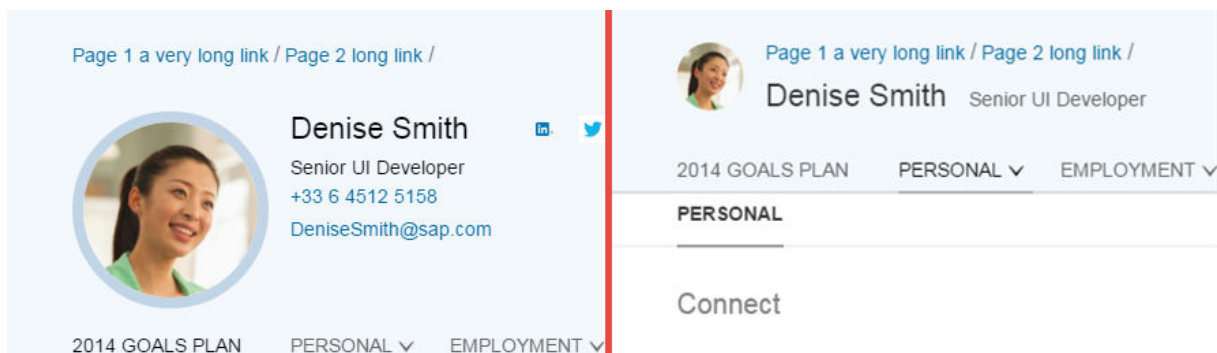 Page 1 a very long link / Page 2 long link /
Denise Smith in
Senior UI Developer
+33 6 4512 5158
DeniseSmith@sap.com
2014 GOALS PLAN PERSONAL EMPLOYMENT
Page 1 a very long link / Page 2 long link /
Denise Smith Senior UI Developer
2014 GOALS PLAN PERSONAL EMPLOYMENT
PERSONAL
Connect